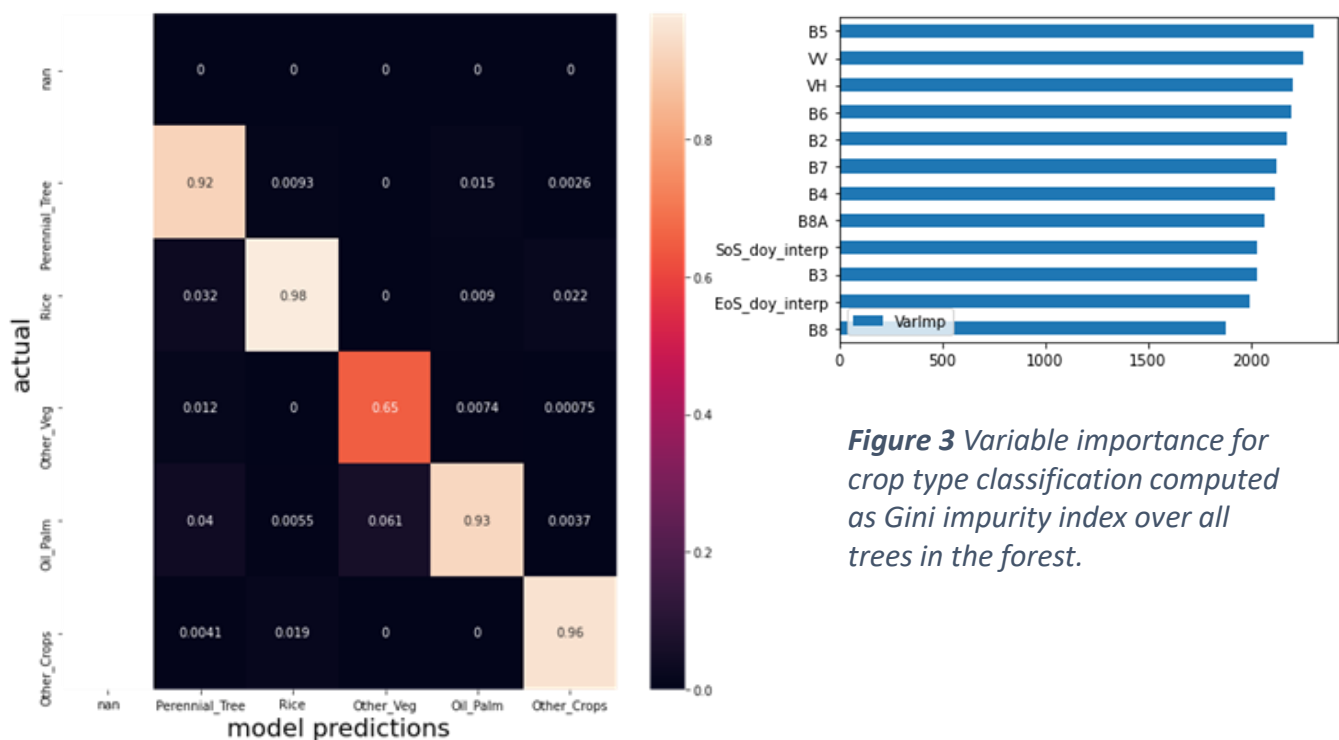 nan
0 0 0 0 0
Perennial_Tree
0.92 0.0093 0 0.015 0.0026
Rice
0.032 0.98 0 0.009 0.022
Other_Veg
0.012 0 0.65 0.0074 0.00075
Oil_Palm
0.04 0.0055 0.061 0.93 0.0037
Other_Crops
0.0041 0.019 0 0 0.96
actual
nan Perennial_Tree Rice Other_Veg Oil_Palm Other_Crops
model predictions
0.8
0.6
0.4
0.2
0.0
B5
VV
VH
B6
B2
B7
B4
B8A
SoS_doy_interp
B3
EoS_doy_interp
B8
VarImp
0 500 1000 1500 2000
Figure 3 Variable importance for
crop type classification computed
as Gini impurity index over all
trees in the forest.